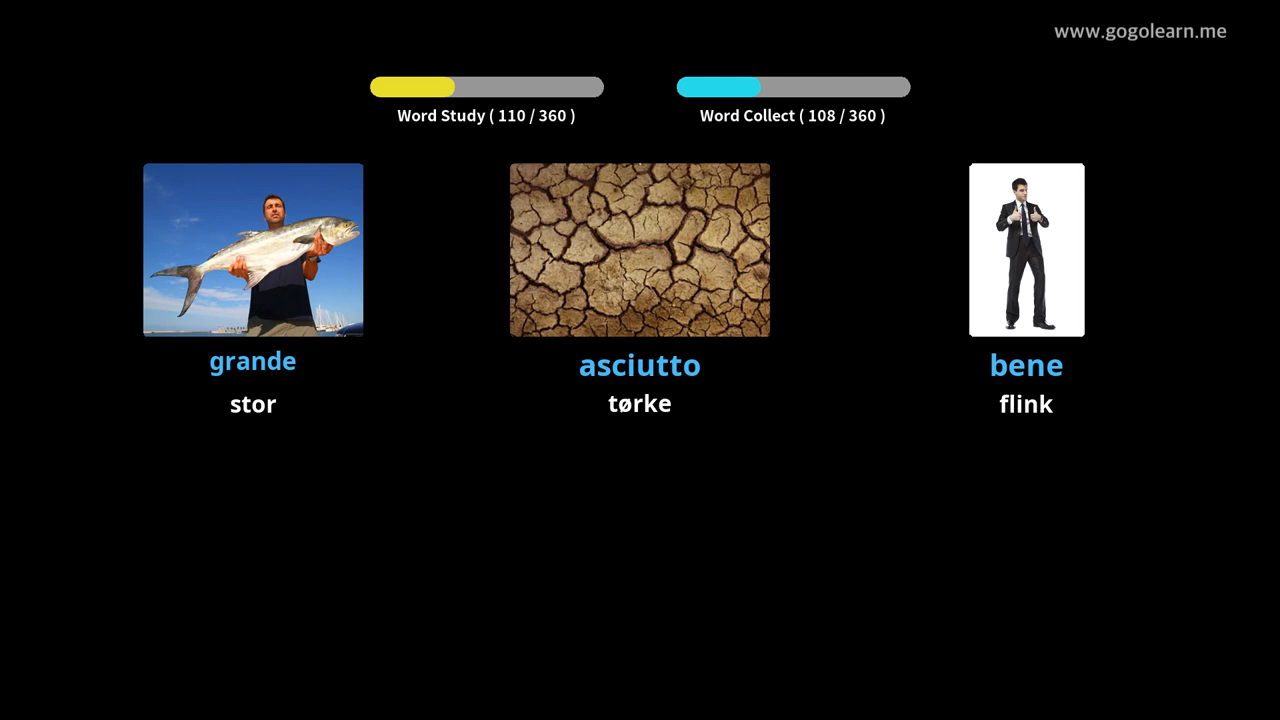 www.gogolearn.me
Word Study ( 110 / 360 )
Word Collect ( 108 / 360 )
grande
asciutto
bene
stor
tørke
flink